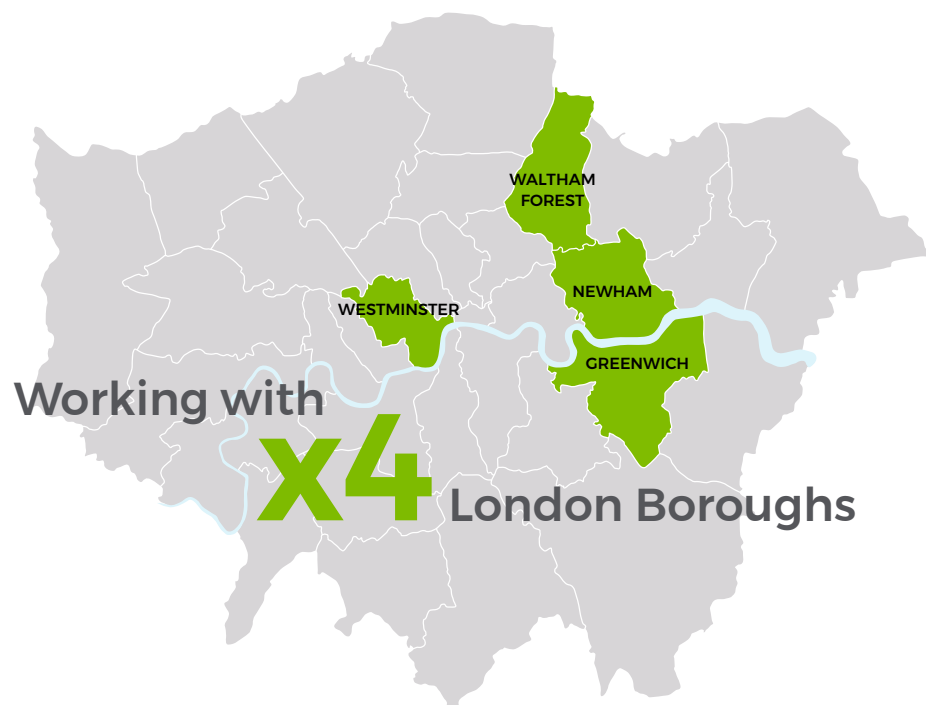 WALTHAM
FOREST
NEWHAM
WESTMINSTER
GREENWICH
Working with
x4
London Boroughs